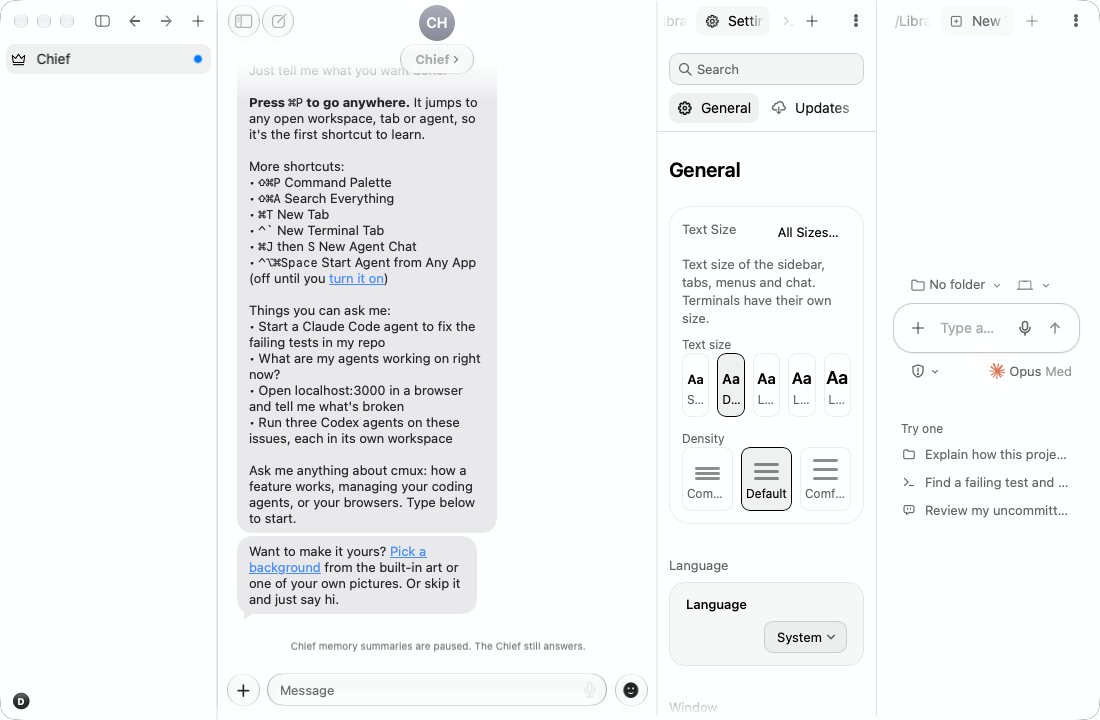 Chief
CH
Chief
Just tell me what you want done.
Press ⌘P to go anywhere. It jumps to
any open workspace, tab or agent, so
it's the first shortcut to learn.
More shortcuts:
• ⇧⌘P Command Palette
• ⇧⌘A Search Everything
• ⌘T New Tab
• ^` New Terminal Tab
• ⌘J then S New Agent Chat
• ^⌥⌘Space Start Agent from Any App
(off until you turn it on)
Things you can ask me:
• Start a Claude Code agent to fix the
failing tests in my repo
• What are my agents working on right
now?
• Open localhost:3000 in a browser
and tell me what's broken
• Run three Codex agents on these
issues, each in its own workspace
Ask me anything about cmux: how a
feature works, managing your coding
agents, or your browsers. Type below
to start.
Want to make it yours? Pick a
background from the built-in art or
one of your own pictures. Or skip it
and just say hi.
Chief memory summaries are paused. The Chief still answers.
Message
D
Settin
Search
General
Updates
General
Text Size
All Sizes...
Text size of the sidebar,
tabs, menus and chat.
Terminals have their own
size.
Text size
Aa Aa Aa Aa Aa
S... D... L... L... L...
Density
Com... Default Comf...
Language
Language
System
Window
/Libra
New
No folder
Type a...
Opus Med
Try one
Explain how this proje...
Find a failing test and ...
Review my uncommitt...